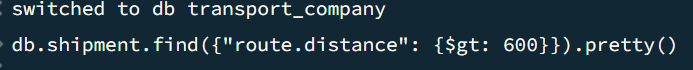 switched to db transport_company
db.shipment.find({"route.distance": {$gt: 600}}).pretty()